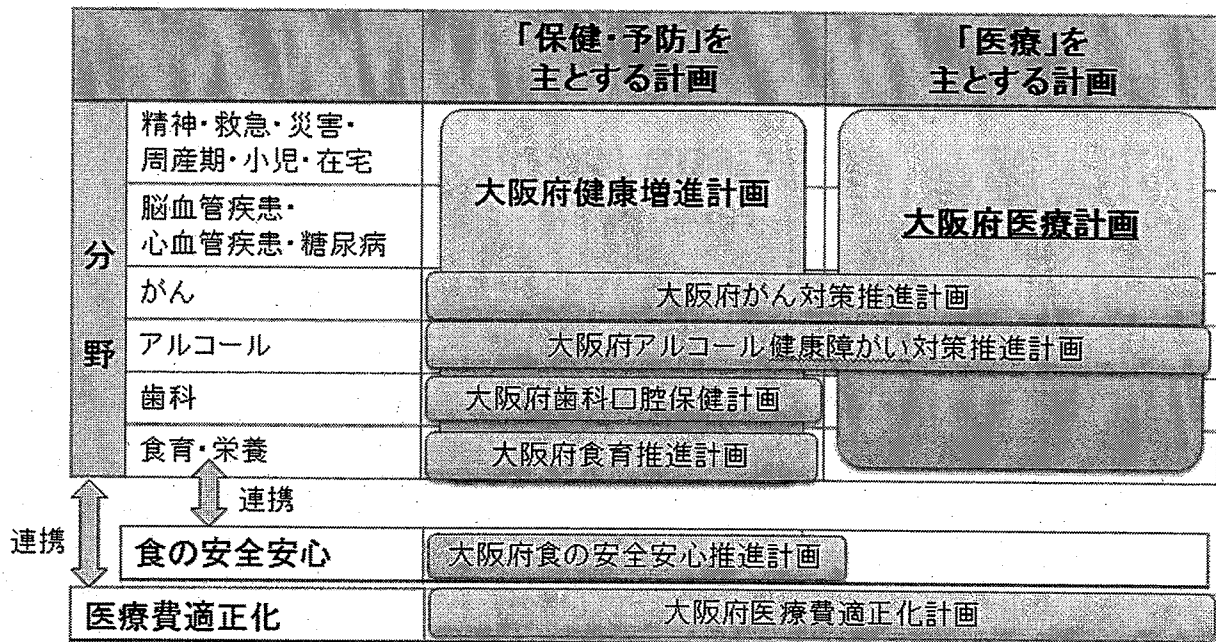 「保健・予防」を
主とする計画
「医療」を
主とする計画
分野
精神・救急・災害・
周産期・小児・在宅
脳血管疾患・
心血管疾患・糖尿病
がん
アルコール
歯科
食育・栄養
大阪府健康増進計画
大阪府医療計画
大阪府がん対策推進計画
大阪府アルコール健康障がい対策推進計画
大阪府歯科口腔保健計画
大阪府食育推進計画
連携
連携
食の安全安心
大阪府食の安全安心推進計画
医療費適正化
大阪府医療費適正化計画